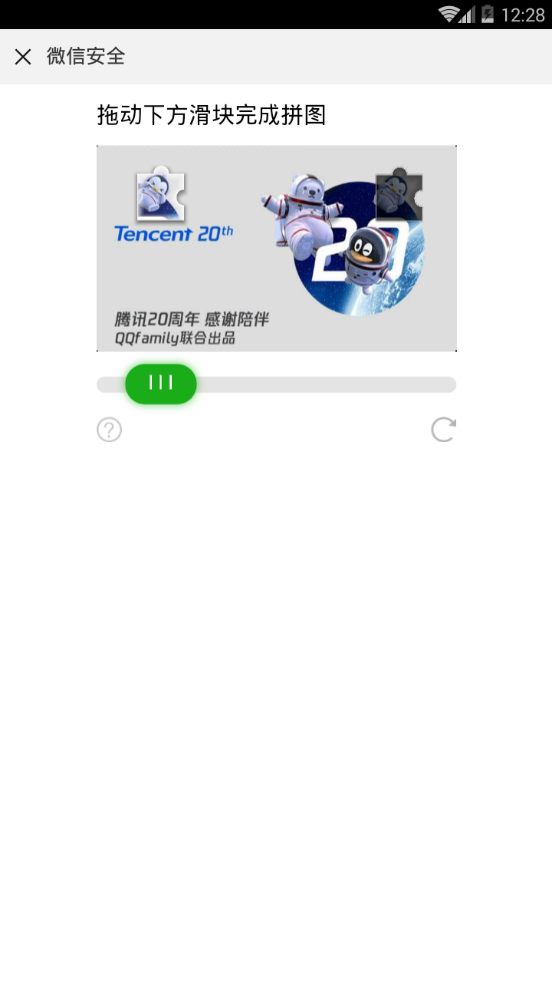 12:28
微信安全
拖动下方滑块完成拼图
Tencent 20th
20
腾讯20周年 感谢陪伴
QQfamily联合出品
?